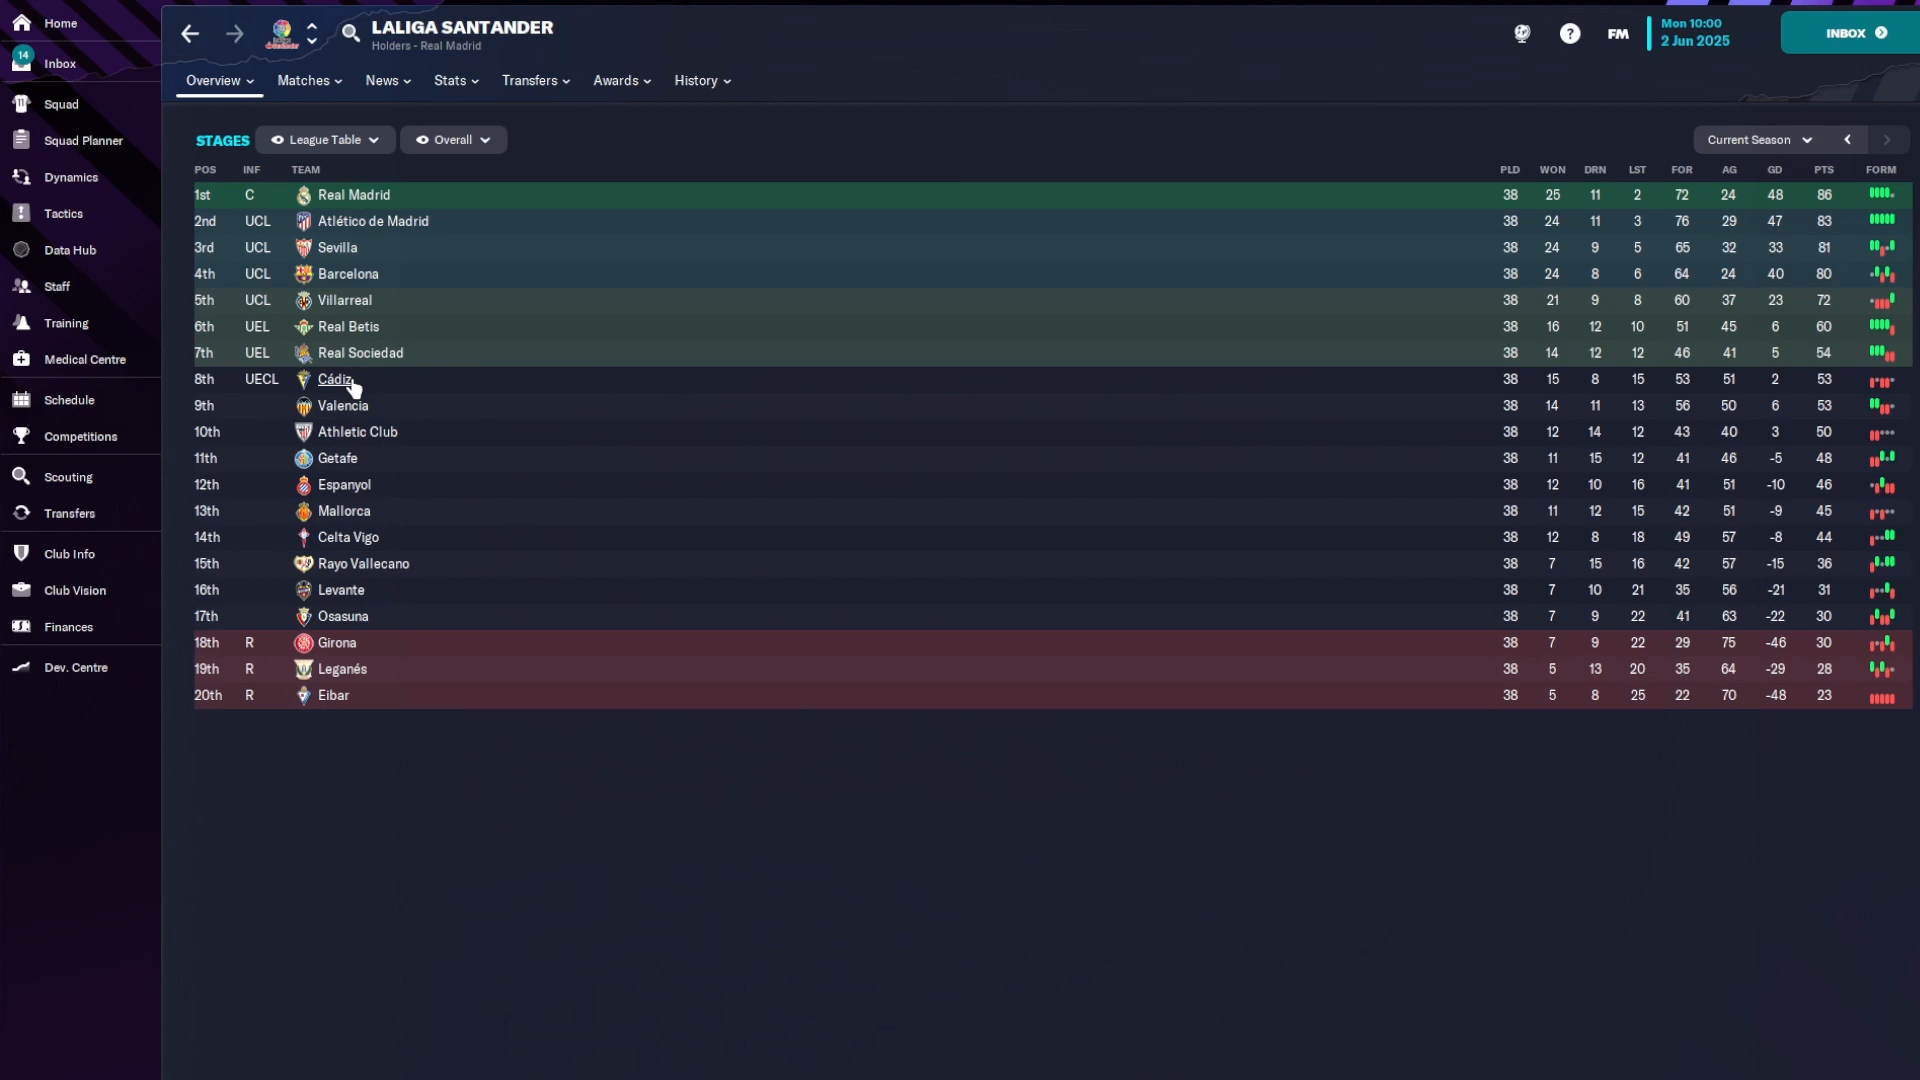 Home
14
Inbox
Squad
Squad Planner
Dynamics
Tactics
Data Hub
Staff
Training
Medical Centre
Schedule
Competitions
Scouting
Transfers
Club Info
Club Vision
Finances
Dev. Centre
LALIGA SANTANDER
Holders - Real Madrid
? FM Mon 10:00
2 Jun 2025
INBOX
Overview Matches News Stats Transfers Awards History
STAGES League Table Overall Current Season
POS INF TEAM PLD WON DRN LST FOR AG GD PTS FORM
1st C Real Madrid 38 25 11 2 72 24 48 86
2nd UCL Atlético de Madrid 38 24 11 3 76 29 47 83
3rd UCL Sevilla 38 24 9 5 65 32 33 81
4th UCL Barcelona 38 24 8 6 64 24 40 80
5th UCL Villarreal 38 21 9 8 60 37 23 72
6th UEL Real Betis 38 16 12 10 51 45 6 60
7th UEL Real Sociedad 38 14 12 12 46 41 5 54
8th UECL Cádiz 38 15 8 15 53 51 2 53
9th Valencia 38 14 11 13 56 50 6 53
10th Athletic Club 38 12 14 12 43 40 3 50
11th Getafe 38 11 15 12 41 46 -5 48
12th Espanyol 38 12 10 16 41 51 -10 46
13th Mallorca 38 11 12 15 42 51 -9 45
14th Celta Vigo 38 12 8 18 49 57 -8 44
15th Rayo Vallecano 38 7 15 16 42 57 -15 36
16th Levante 38 7 10 21 35 56 -21 31
17th Osasuna 38 7 9 22 41 63 -22 30
18th R Girona 38 7 9 22 29 75 -46 30
19th R Leganés 38 5 13 20 35 64 -29 28
20th R Eibar 38 5 8 25 22 70 -48 23